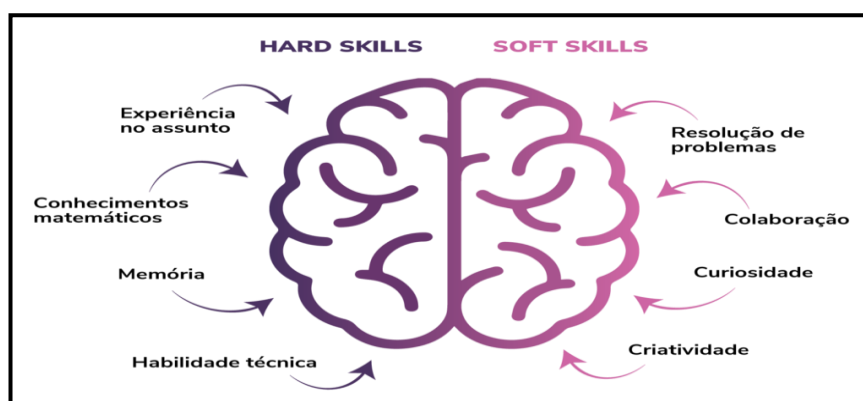 HARD SKILLS
SOFT SKILLS
Experiência
no assunto
Conhecimentos
matemáticos
Memória
Habilidade técnica
Resolução de
problemas
Colaboração
Curiosidade
Criatividade